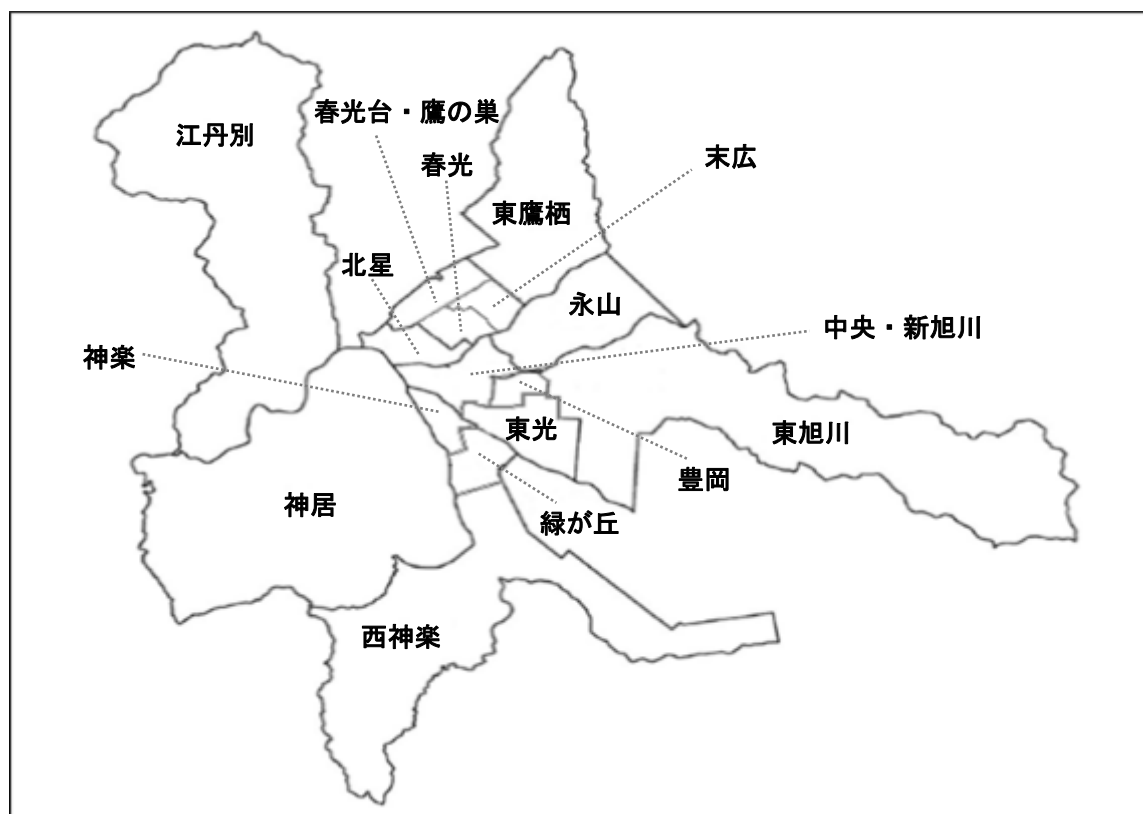 春光台・鷹の巣
江丹別
春光
末広
東鷹栖
北星
永山
中央・新旭川
神楽
東光
東旭川
豊岡
神居
緑が丘
西神楽